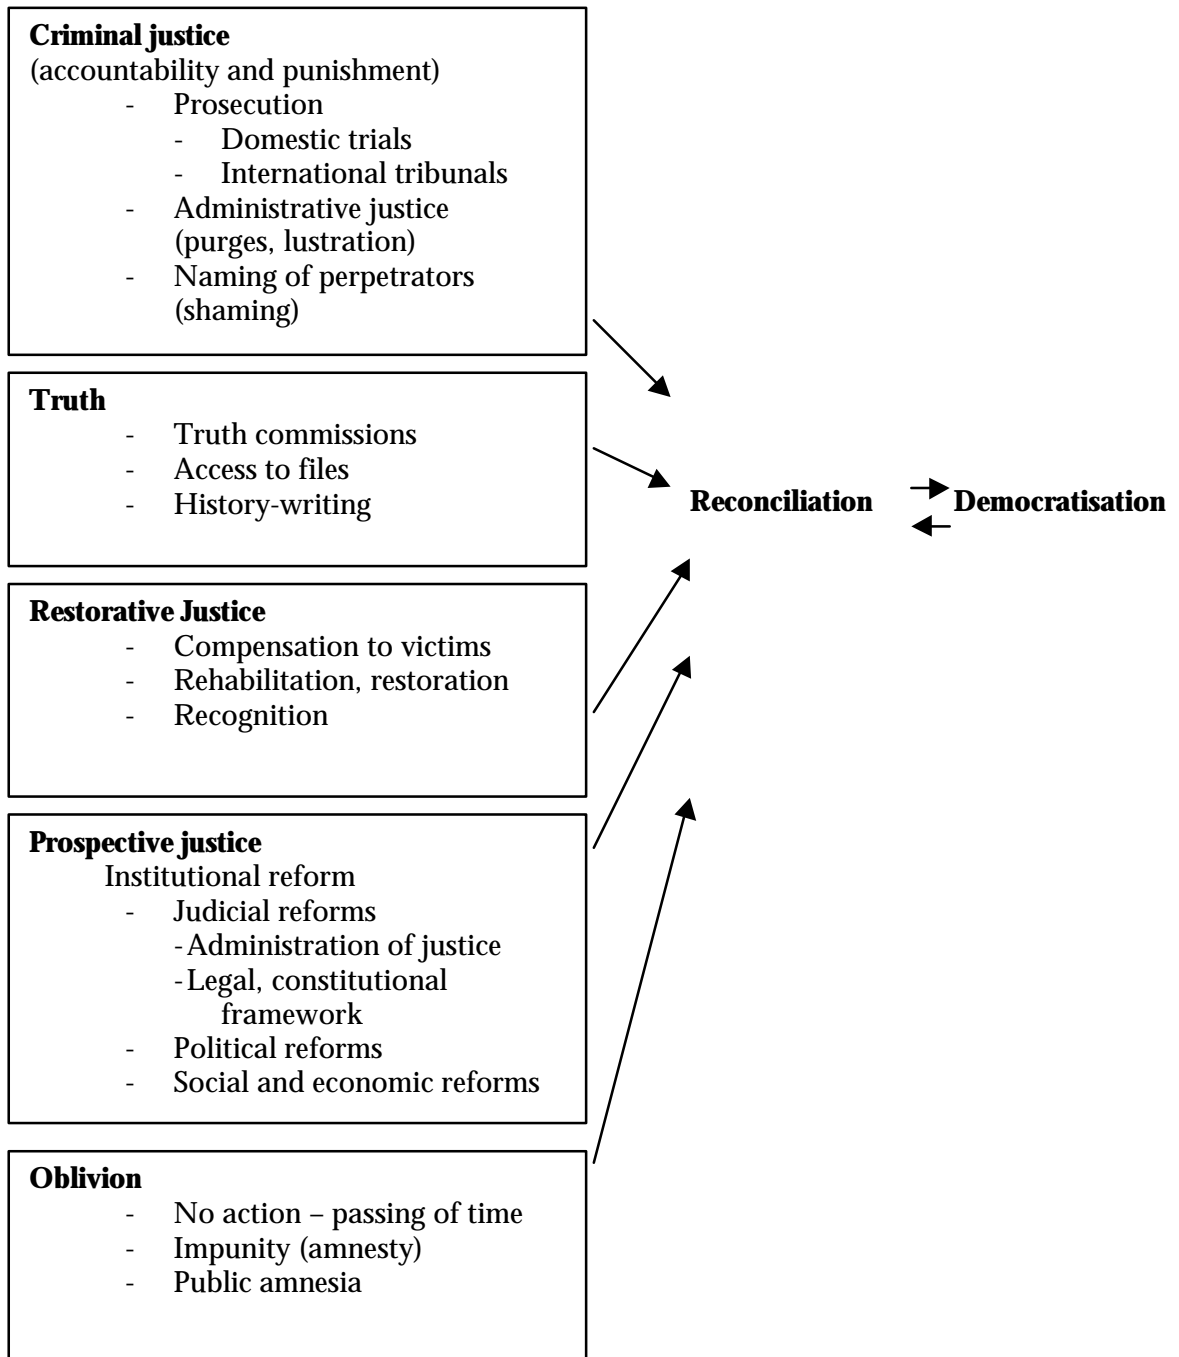 Criminal justice
(accountability and punishment)
- Prosecution
- Domestic trials
- International tribunals
- Administrative justice
(purges, lustration)
- Naming of perpetrators
(shaming)
Truth
- Truth commissions
- Access to files
- History-writing
Reconciliation
Democratisation
Restorative Justice
- Compensation to victims
- Rehabilitation, restoration
- Recognition
Prospective justice
Institutional reform
- Judicial reforms
-Administration of justice
-Legal, constitutional
framework
- Political reforms
- Social and economic reforms
Oblivion
- No action – passing of time
- Impunity (amnesty)
- Public amnesia